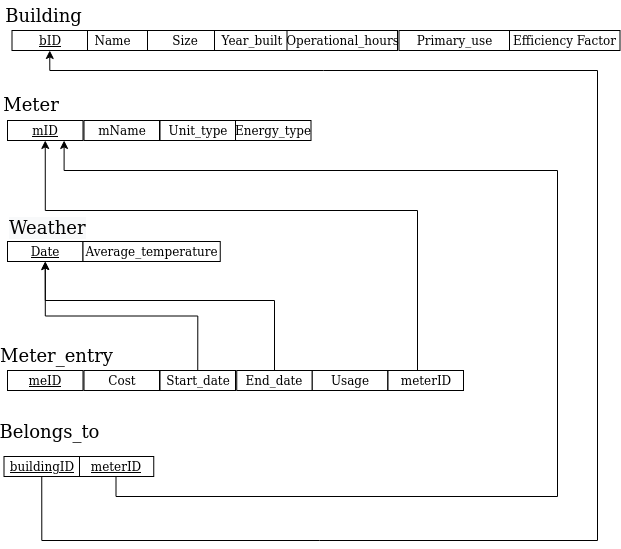 Building
bID Name Size Year_built Operational_hours Primary_use Efficiency Factor
Meter
mID mName Unit_type Energy_type
Weather
Date Average_temperature
Meter_entry
meID Cost Start_date End_date Usage meterID
Belongs_to
buildingID meterID